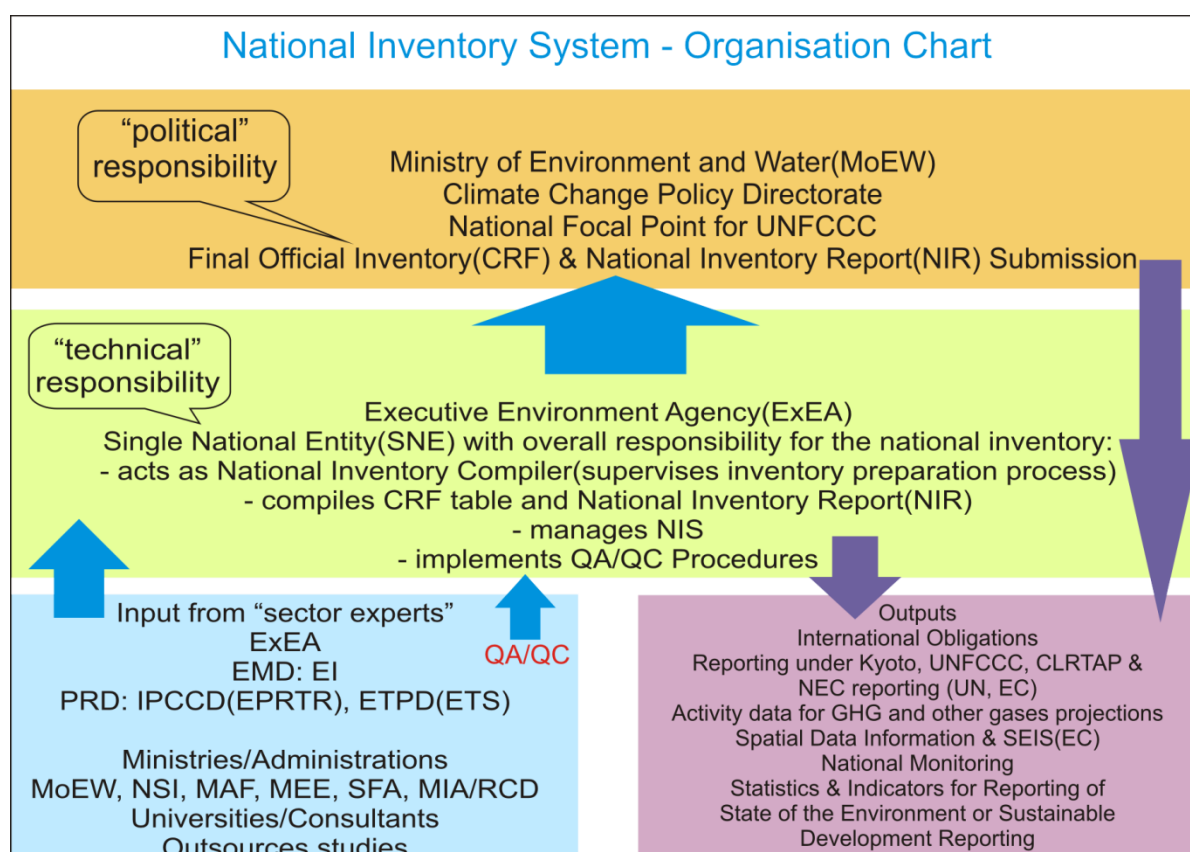 National Inventory System - Organisation Chart
“political”
responsibility
Ministry of Environment and Water(MoEW)
Climate Change Policy Directorate
National Focal Point for UNFCCC
Final Official Inventory(CRF) & National Inventory Report(NIR) Submission
“technical”
responsibility
Executive Environment Agency(ExEA)
Single National Entity(SNE) with overall responsibility for the national inventory:
- acts as National Inventory Compiler(supervises inventory preparation process)
- compiles CRF table and National Inventory Report(NIR)
- manages NIS
- implements QA/QC Procedures
Input from “sector experts”
ExEA
EMD: EI
PRD: IPCCD(EPRTR), ETPD(ETS)
Ministries/Administrations
MoEW, NSI, MAF, MEE, SFA, MIA/RCD
Universities/Consultants
Outsources studies
QA/QC
Outputs
International Obligations
Reporting under Kyoto, UNFCCC, CLRTAP &
NEC reporting (UN, EC)
Activity data for GHG and other gases projections
Spatial Data Information & SEIS(EC)
National Monitoring
Statistics & Indicators for Reporting of
State of the Environment or Sustainable
Development Reporting